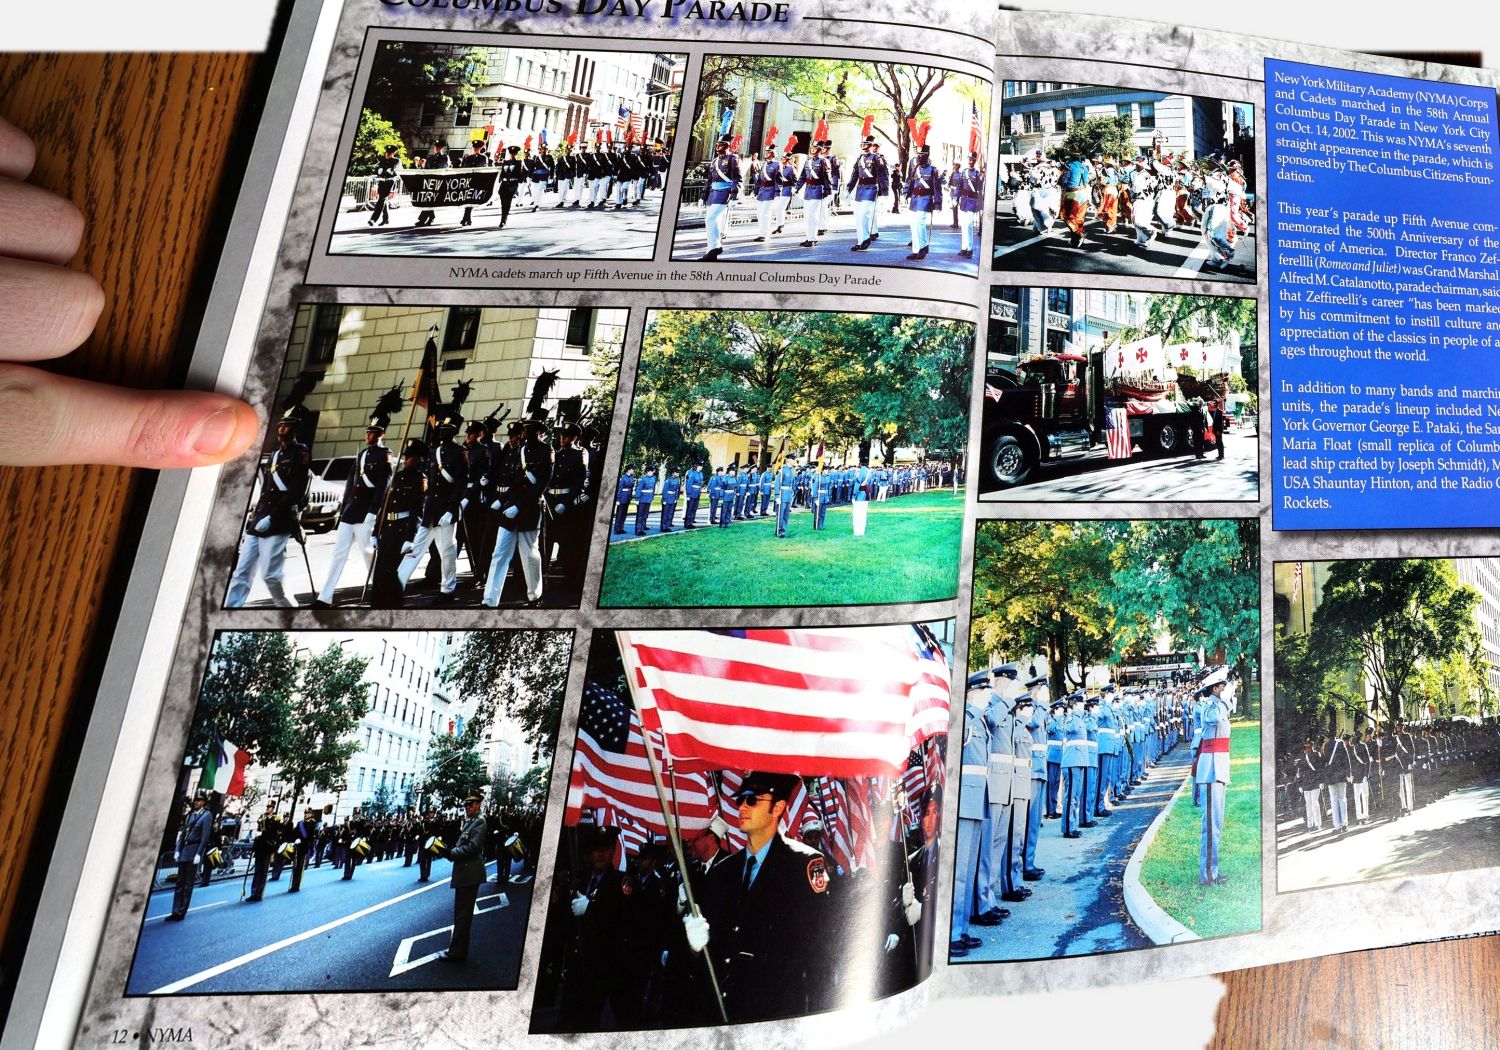 COLUMBUS DAY PARADE
NEW YORK
LITRY ACADEM
NYMA cadets march up Fifth Avenue in the 58th Annual Columbus Day Parade
12 • NYMA
New York Military Academy (NYMA) Corps
and Cadets marched in the 58th Annual
Columbus Day Parade in New York City
on Oct. 14, 2002. This was NYMA's seventh
straight appearence in the parade, which is
sponsored by The Columbus Citizens Foun-
dation.
This year's parade up Fifth Avenue com-
memorated the 500th Anniversary of the
naming of America. Director Franco Zef-
ferellli (Romeo and Juliet) was Grand Marshal.
Alfred M. Catalanotto, parade chairman, said
that Zeffireelli's career "has been marked
by his commitment to instill culture and
appreciation of the classics in people of a
ages throughout the world.
In addition to many bands and marchin
units, the parade's lineup included Ne
York Governor George E. Pataki, the San
Maria Float (small replica of Columb
lead ship crafted by Joseph Schmidt), M
USA Shauntay Hinton, and the Radio C
Rockets.